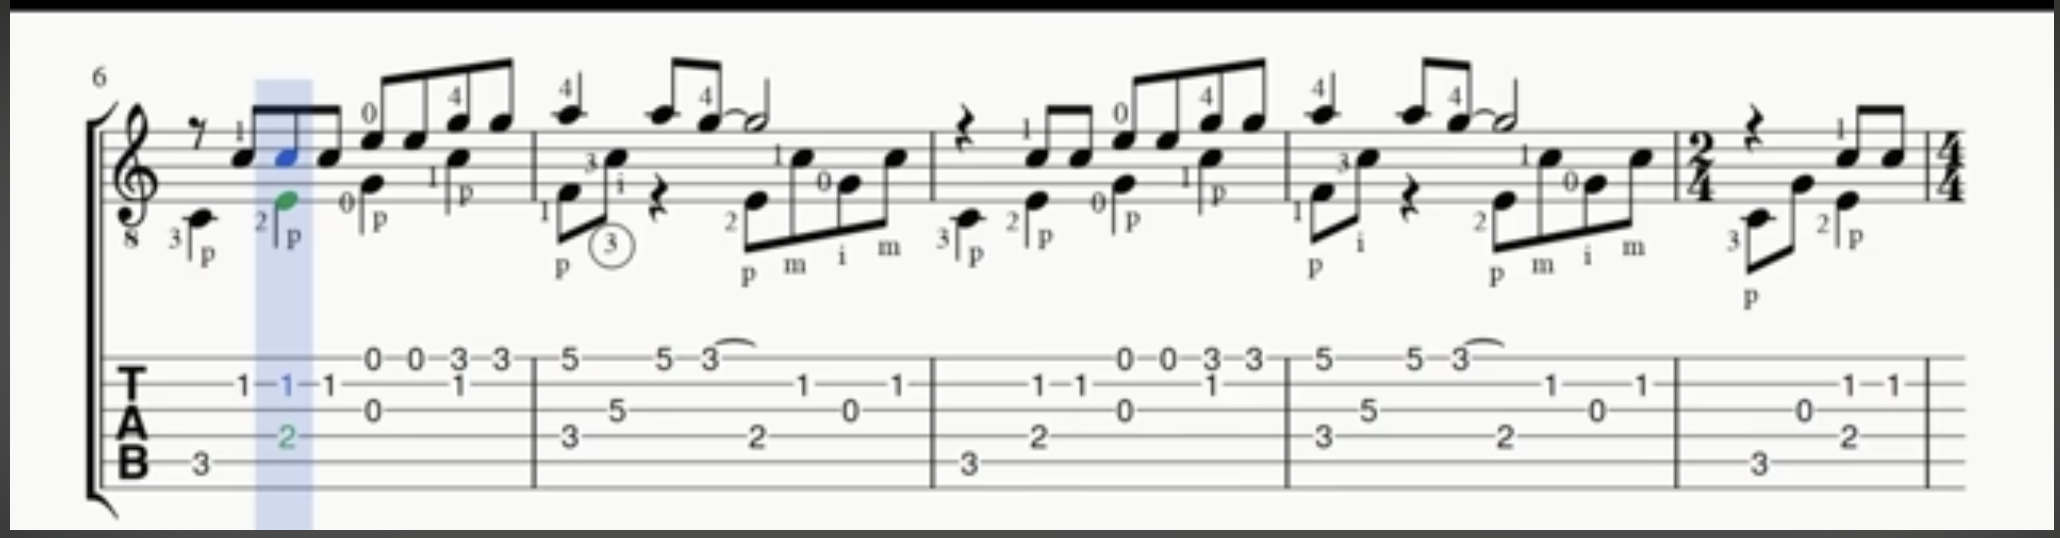 6
4 4 4 4 4
1 0 0 1
3 1 1 0 3 1 0 2 4 4 4 1
1 i 1
8 3 p 2 p 0 p p 1 3 2 3 p 2 p 0 p p 1 2 3 2 p
p p m i m i p p m i m p
0 0 3 3 5 5 3 0 0 3 3 5 5 3
T 1 1 1 1 1 1 1 1 1 1 1 1 1
A 0 5 0 0 5 0 0
2 3 2 2 3 2 2
B 3 3 3